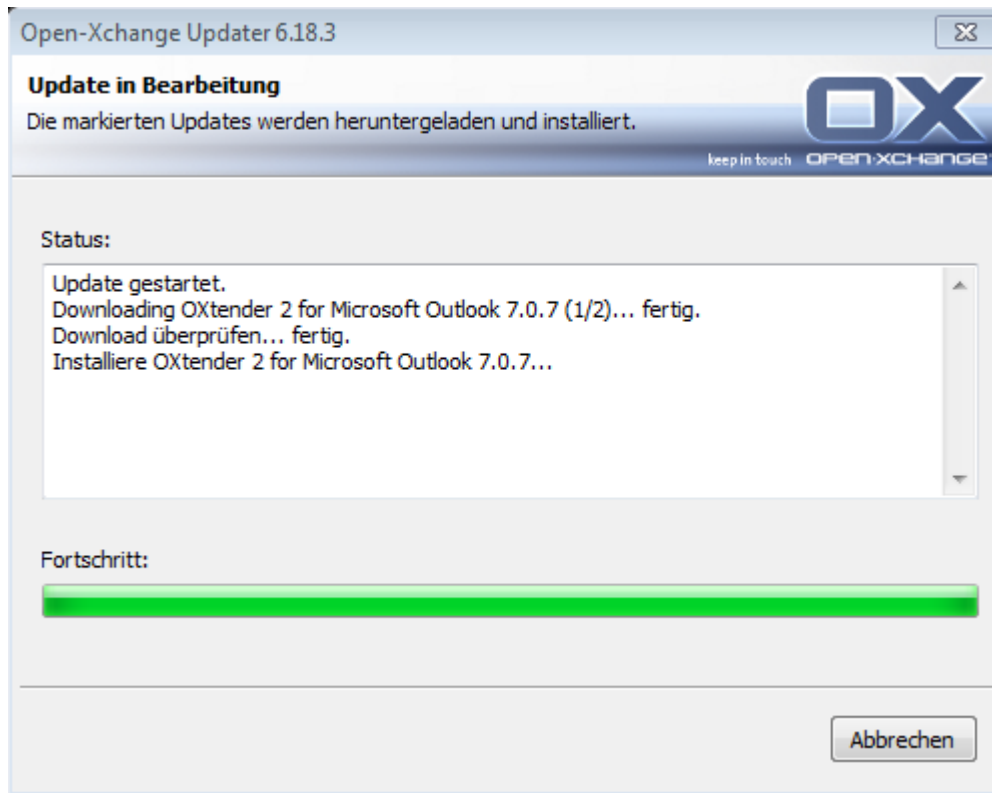 Open-Xchange Updater 6.18.3
Update in Bearbeitung
Die markierten Updates werden heruntergeladen und installiert.
OX
keep in touch OPEN-XCHANGE
Status:
Update gestartet.
Downloading OXtender 2 for Microsoft Outlook 7.0.7 (1/2)... fertig.
Download überprüfen... fertig.
Installiere OXtender 2 for Microsoft Outlook 7.0.7...
Fortschritt:
Abbrechen